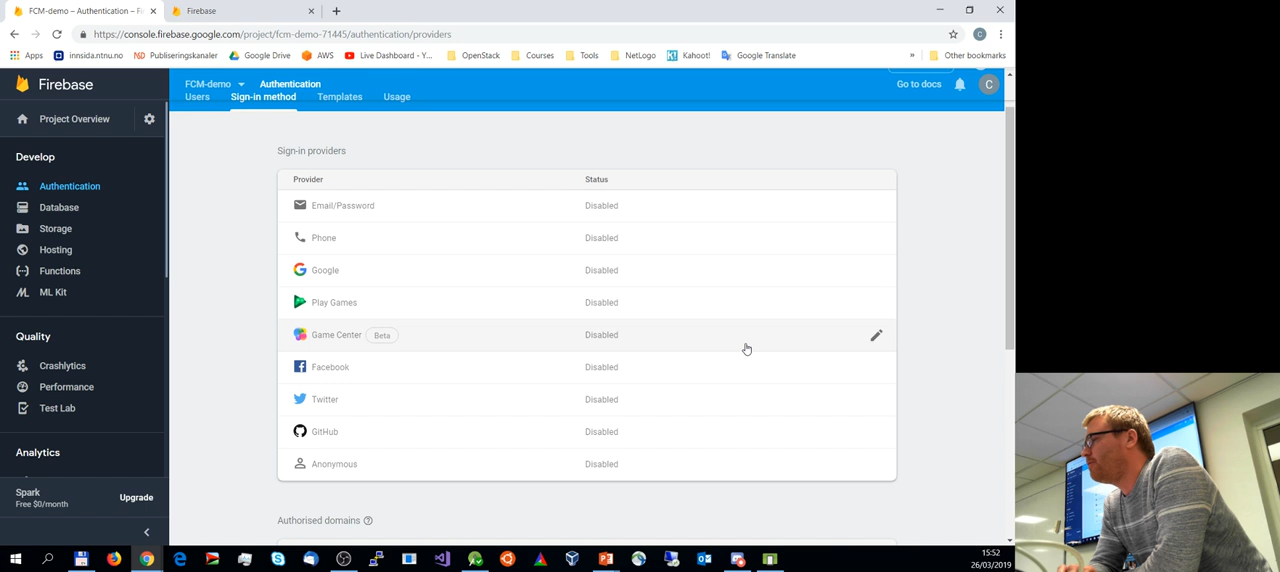 FCM-demo – Authentication – Fi
Firebase
https://console.firebase.google.com/project/fcm-demo-71445/authentication/providers
C
Apps
innsida.ntnu.no
Publiseringskanaler
Google Drive
AWS
Live Dashboard - Y...
OpenStack
Courses
Tools
NetLogo
Kahoot!
Google Translate
»
Other bookmarks
Firebase
FCM-demo
Authentication
Go to docs
C
Users
Sign-in method
Templates
Usage
Project Overview
Develop
Authentication
Database
Storage
Hosting
Functions
ML Kit
Quality
Crashlytics
Performance
Test Lab
Analytics
Spark
Free $0/month
Upgrade
Sign-in providers
Provider
Status
Email/Password
Disabled
Phone
Disabled
Google
Disabled
Play Games
Disabled
Game Center
Beta
Disabled
Facebook
Disabled
Twitter
Disabled
GitHub
Disabled
Anonymous
Disabled
Authorised domains
15:52
26/03/2019